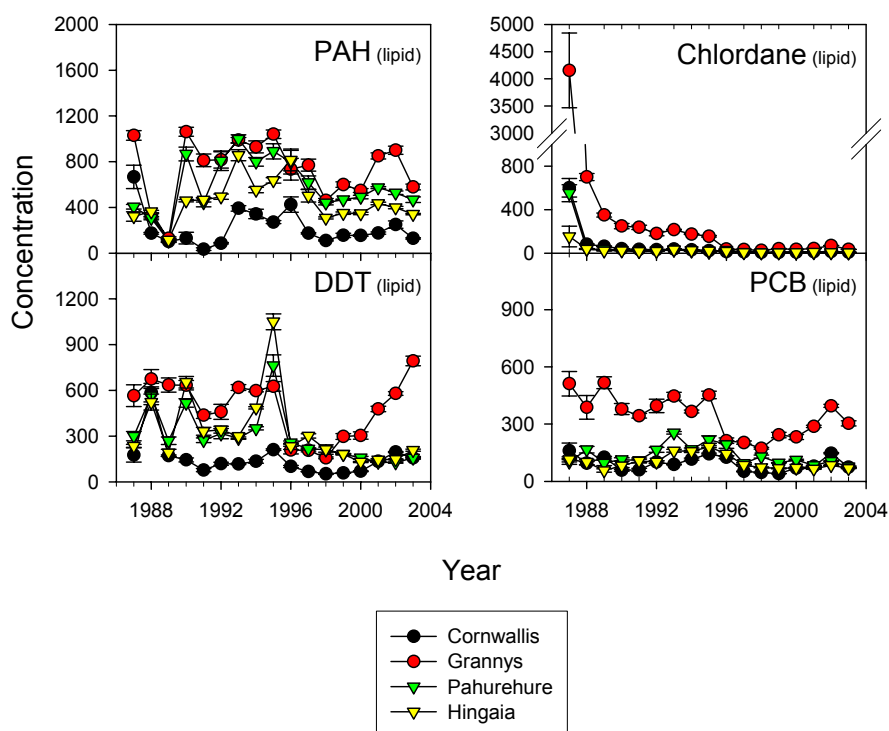 2000
1600
1200
800
400
0
PAH (lipid)
5000
4500
4000
3500
3000
800
400
0
Chlordane (lipid)
Concentration
1200
900
600
300
0
DDT (lipid)
900
600
300
0
PCB (lipid)
1988 1992 1996 2000 2004
1988 1992 1996 2000 2004
Year
Cornwallis
Grannys
Pahurehure
Hingaia